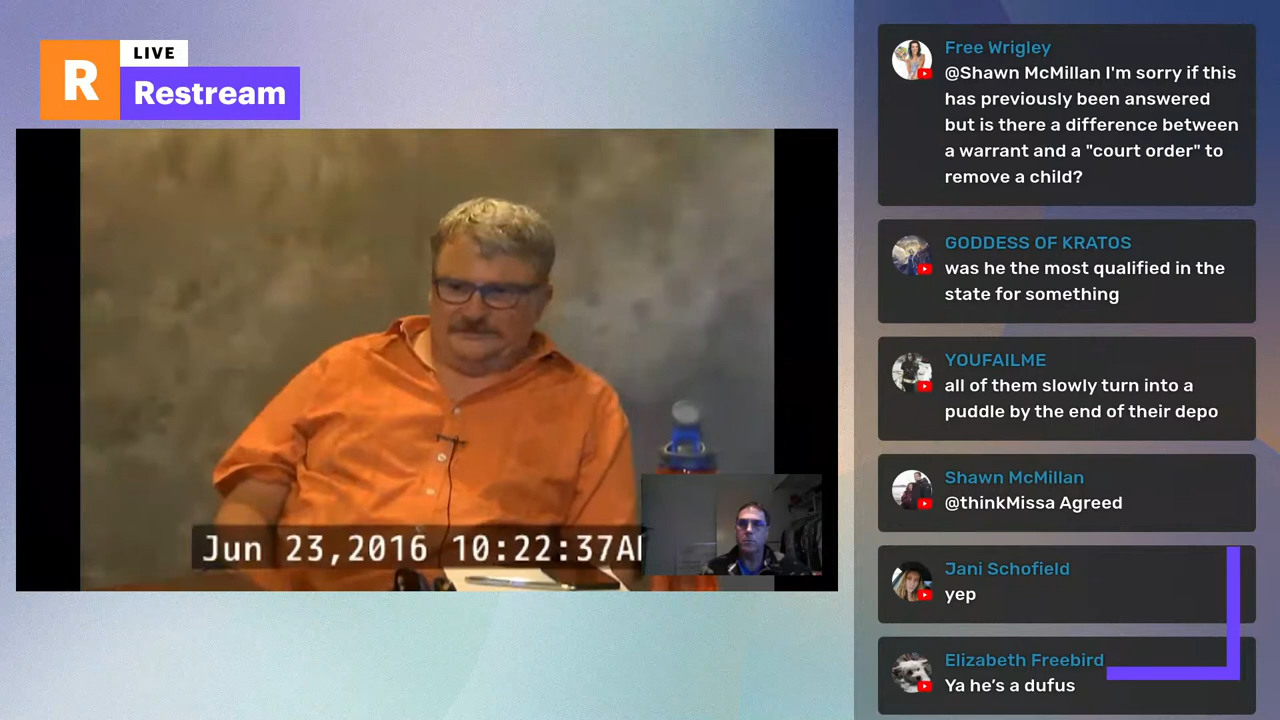 R
LIVE
Restream
Jun 23,2016 10:22:37A
Free Wrigley
@Shawn McMillan I'm sorry if this
has previously been answered
but is there a difference between
a warrant and a "court order" to
remove a child?
GODDESS OF KRATOS
was he the most qualified in the
state for something
YOUFAILME
all of them slowly turn into a
puddle by the end of their depo
Shawn McMillan
@thinkMissa Agreed
Jani Schofield
yep
Elizabeth Freebird
Ya he’s a dufus